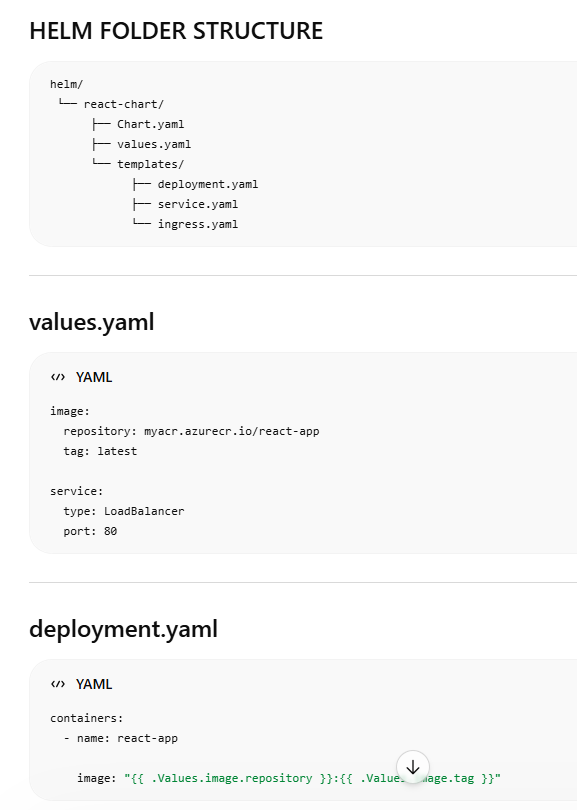 HELM FOLDER STRUCTURE
helm/
└── react-chart/
├── Chart.yaml
├── values.yaml
└── templates/
├── deployment.yaml
├── service.yaml
└── ingress.yaml
values.yaml
</> YAML
image:
repository: myacr.azurecr.io/react-app
tag: latest
service:
type: LoadBalancer
port: 80
deployment.yaml
</> YAML
containers:
- name: react-app
image: "{{ .Values.image.repository }}:{{ .Value mage.tag }}"